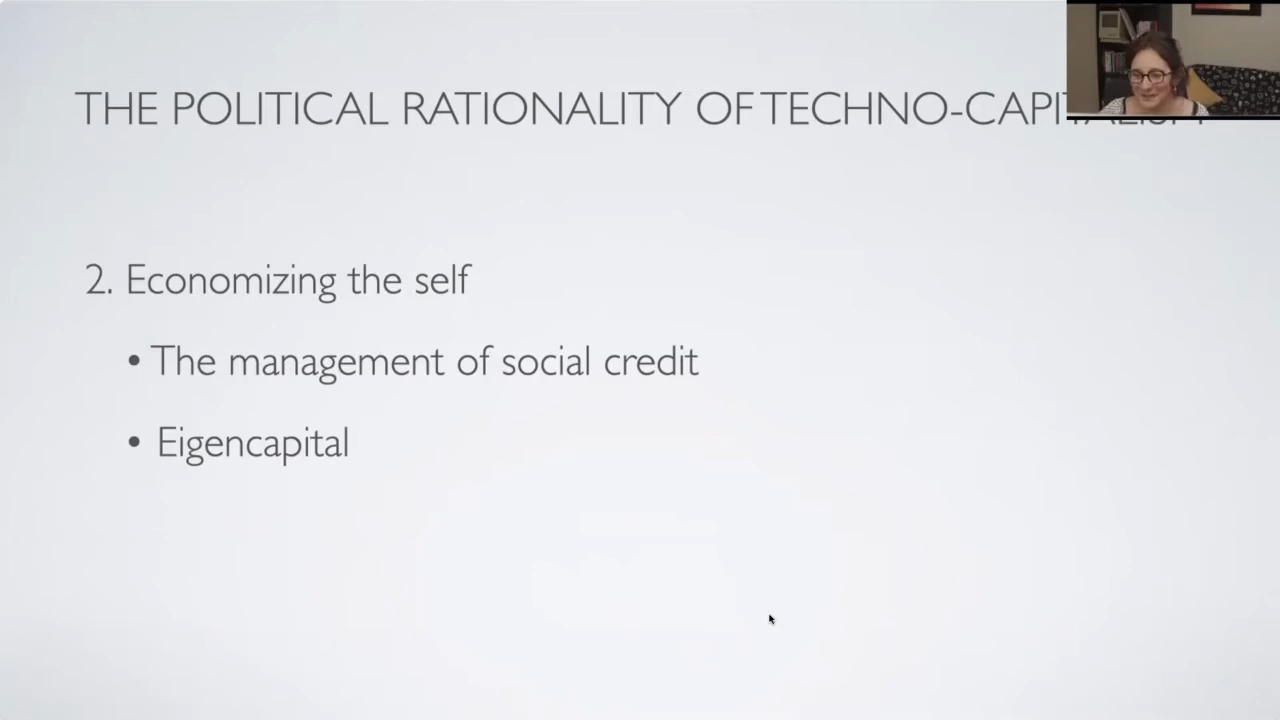 THE POLITICAL RATIONALITY OF TECHNO-CAPITALISM
2. Economizing the self
• The management of social credit
• Eigencapital